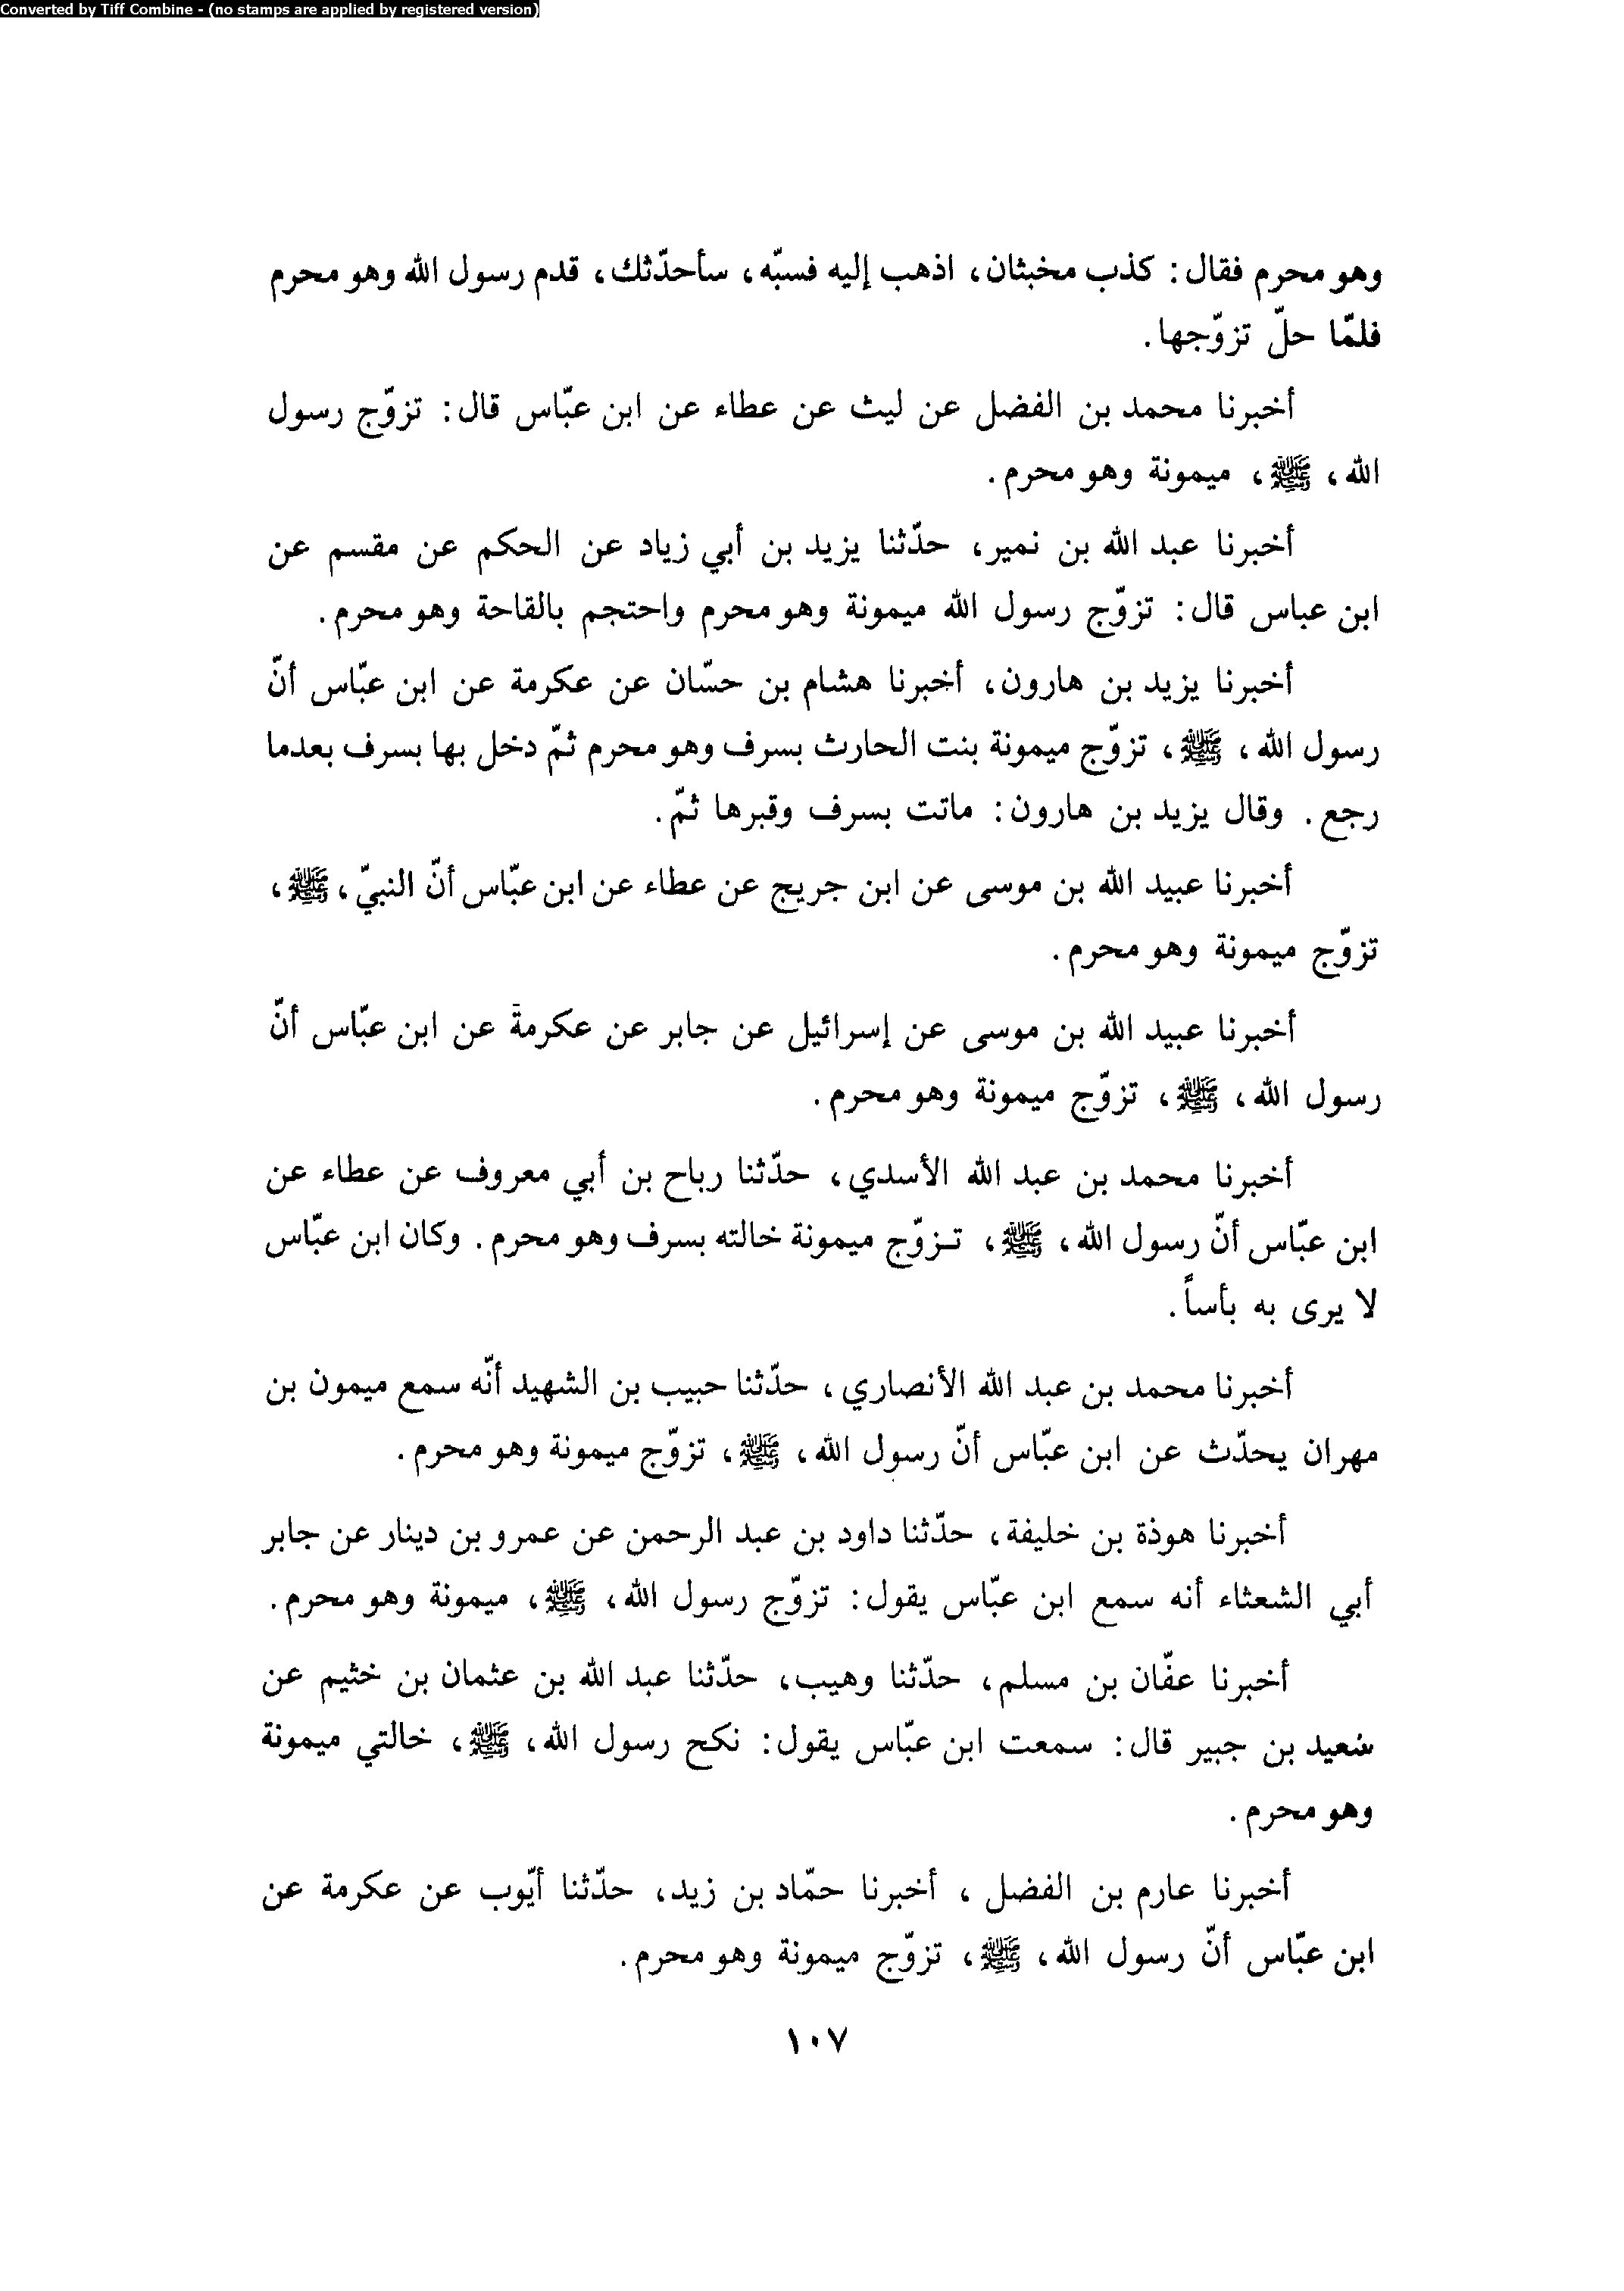 Converted by Tiff Combine - (no stamps are applied by registered version)
وهو محرم فقال: كذب مخبثان، اذهب إليه فسبّه، سأحدّثك، قدم رسول الله وهو محرم
فلمّا حلّ تزوّجها.
أخبرنا محمد بن الفضل عن ليث عن عطاء عن ابن عبّاس قال: تزوّج رسول
الله، ﷺ، ميمونة وهو محرم.
أخبرنا عبد الله بن نمير، حدّثنا يزيد بن أبي زياد عن الحكم عن مقسم عن
ابن عباس قال: تزوّج رسول الله ميمونة وهو محرم واحتجم بالقاحة وهو محرم.
أخبرنا يزيد بن هارون، أخبرنا هشام بن حسّان عن عكرمة عن ابن عبّاس أنّ
رسول الله، ﷺ، تزوّج ميمونة بنت الحارث بسرف وهو محرم ثمّ دخل بها بسرف بعدما
رجع. وقال يزيد بن هارون: ماتت بسرف وقبرها ثمّ.
أخبرنا عبيد الله بن موسى عن ابن جريج عن عطاء عن ابن عبّاس أنّ النبيّ، ﷺ،
تزوّج ميمونة وهو محرم.
أخبرنا عبيد الله بن موسى عن إسرائيل عن جابر عن عكرمة عن ابن عبّاس أنّ
رسول الله، ﷺ، تزوّج ميمونة وهو محرم.
أخبرنا محمد بن عبد الله الأسدي، حدّثنا رباح بن أبي معروف عن عطاء عن
ابن عبّاس أنّ رسول الله، ﷺ، تـزوّج ميمونة خالته بسرف وهو محرم. وكان ابن عبّاس
لا يرى به بأساً.
أخبرنا محمد بن عبد الله الأنصاري، حدّثنا حبيب بن الشهيد أنّه سمع ميمون بن
مهران يحدّث عن ابن عبّاس أنّ رسول الله، ﷺ، تزوّج ميمونة وهو محرم.
أخبرنا هوذة بن خليفة، حدّثنا داود بن عبد الرحمن عن عمرو بن دينار عن جابر
أبي الشعثاء أنه سمع ابن عبّاس يقول: تزوّج رسول الله، ﷺ، ميمونة وهو محرم.
أخبرنا عفّان بن مسلم، حدّثنا وهيب، حدّثنا عبد الله بن عثمان بن خثيم عن
سعيد بن جبير قال: سمعت ابن عبّاس يقول: نكح رسول الله، ﷺ، خالتي ميمونة
وهو محرم.
أخبرنا عارم بن الفضل، أخبرنا حمّاد بن زيد، حدّثنا أيّوب عن عكرمة عن
ابن عبّاس أنّ رسول الله، ﷺ، تزوّج ميمونة وهو محرم.
١٠٧